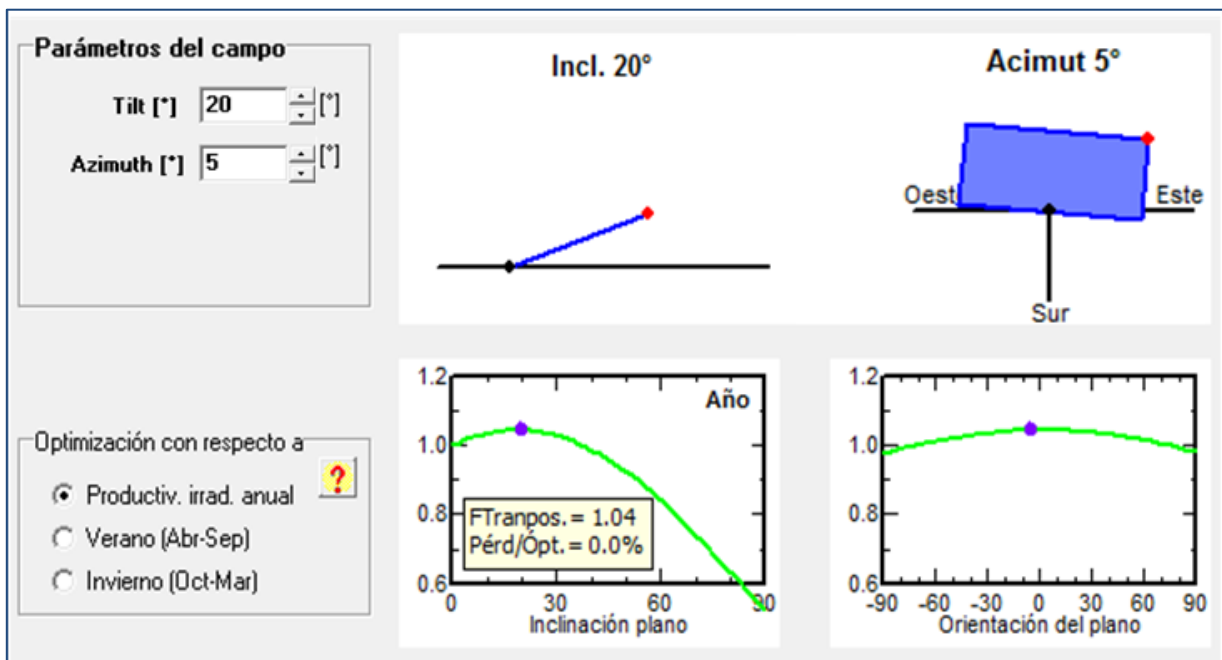 Parámetros del campo
Tilt [°] 20 [°]
Azimuth [°] 5 [°]
Incl. 20°
Acimut 5°
Oest
Este
Sur
Optimización con respecto a
?
Productiv. irrad. anual
Verano (Abr-Sep)
Invierno (Oct-Mar)
1.2
1.0
0.8
0.6
Año
FTranpos.= 1.04
Pérd/Ópt.= 0.0%
0 30 60 90
Inclinación plano
1.2
1.0
0.8
0.6
-90 -60 -30 0 30 60 90
Orientación del plano